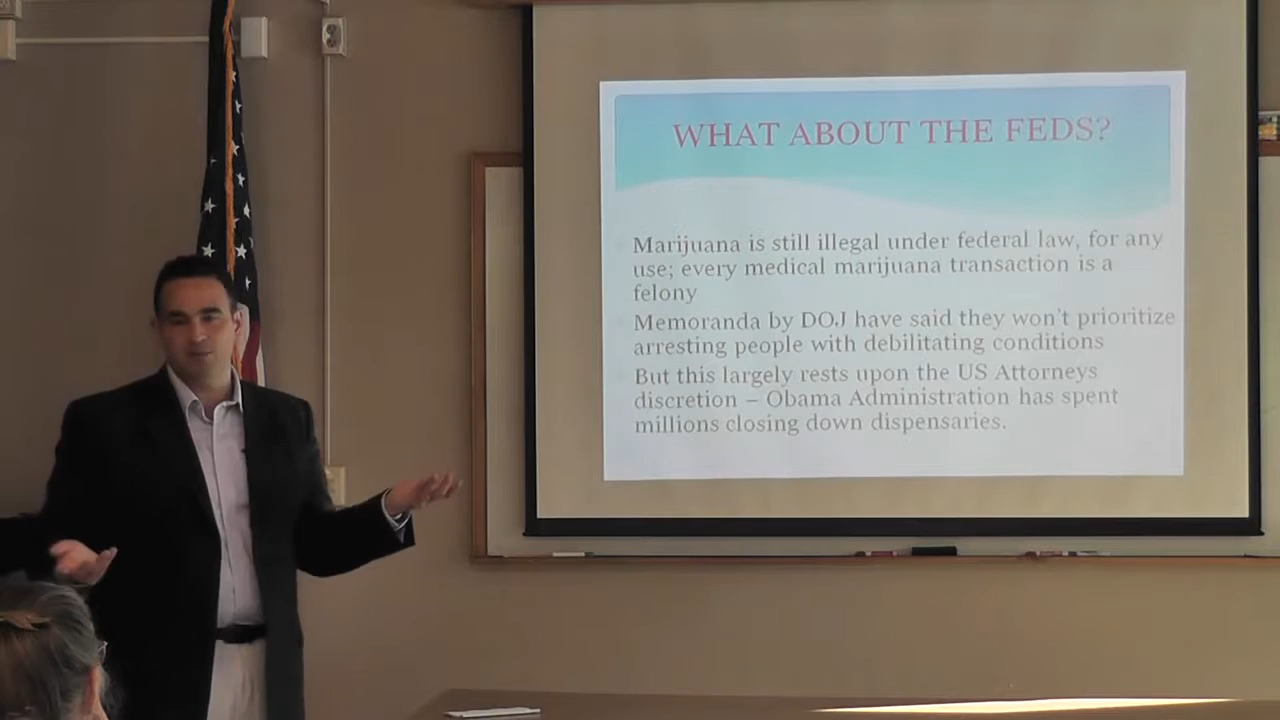 WHAT ABOUT THE FEDS?
Marijuana is still illegal under federal law, for any
use; every medical marijuana transaction is a
felony
Memoranda by DOJ have said they won't prioritize
arresting people with debilitating conditions
But this largely rests upon the US Attorneys
discretion – Obama Administration has spent
millions closing down dispensaries.